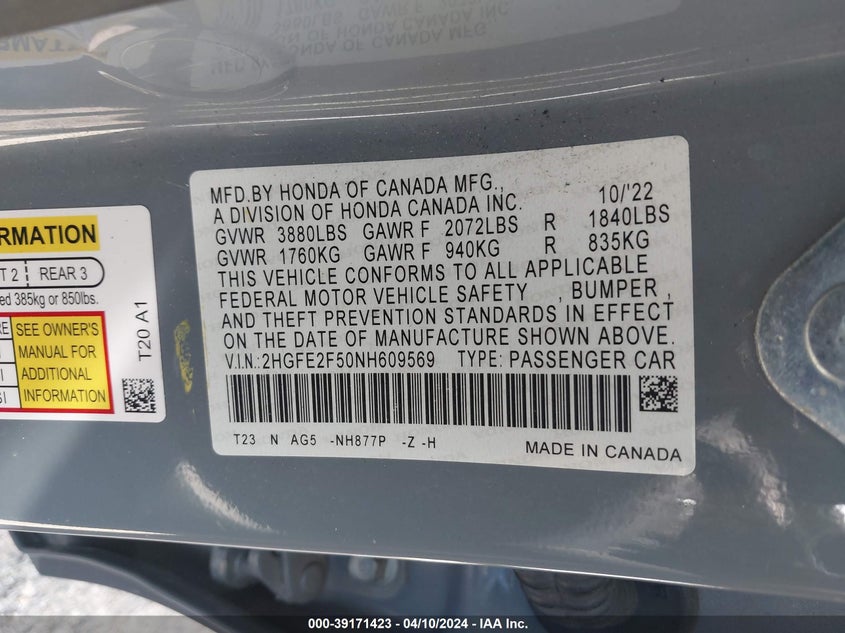 MFD.BY HONDA OF CANADA MFG., 10/'22
A DIVISION OF HONDA CANADA INC.
GVWR 3880LBS GAWR F 2072LBS R 1840LBS
GVWR 1760KG GAWR F 940KG R 835KG
THIS VEHICLE CONFORMS TO ALL APPLICABLE
FEDERAL MOTOR VEHICLE SAFETY , BUMPER ,
AND THEFT PREVENTION STANDARDS IN EFFECT
ON THE DATE OF MANUFACTURE SHOWN ABOVE.
V.I.N.:2HGFE2F50NH609569 TYPE: PASSENGER CAR
T23 N AG5 -NH877P -Z -H
MADE IN CANADA
REAR 3
385kg or 850lbs.
SEE OWNER'S
MANUAL FOR
ADDITIONAL
INFORMATION
T20 A1
000-39171423 - 04/10/2024 - IAA Inc.